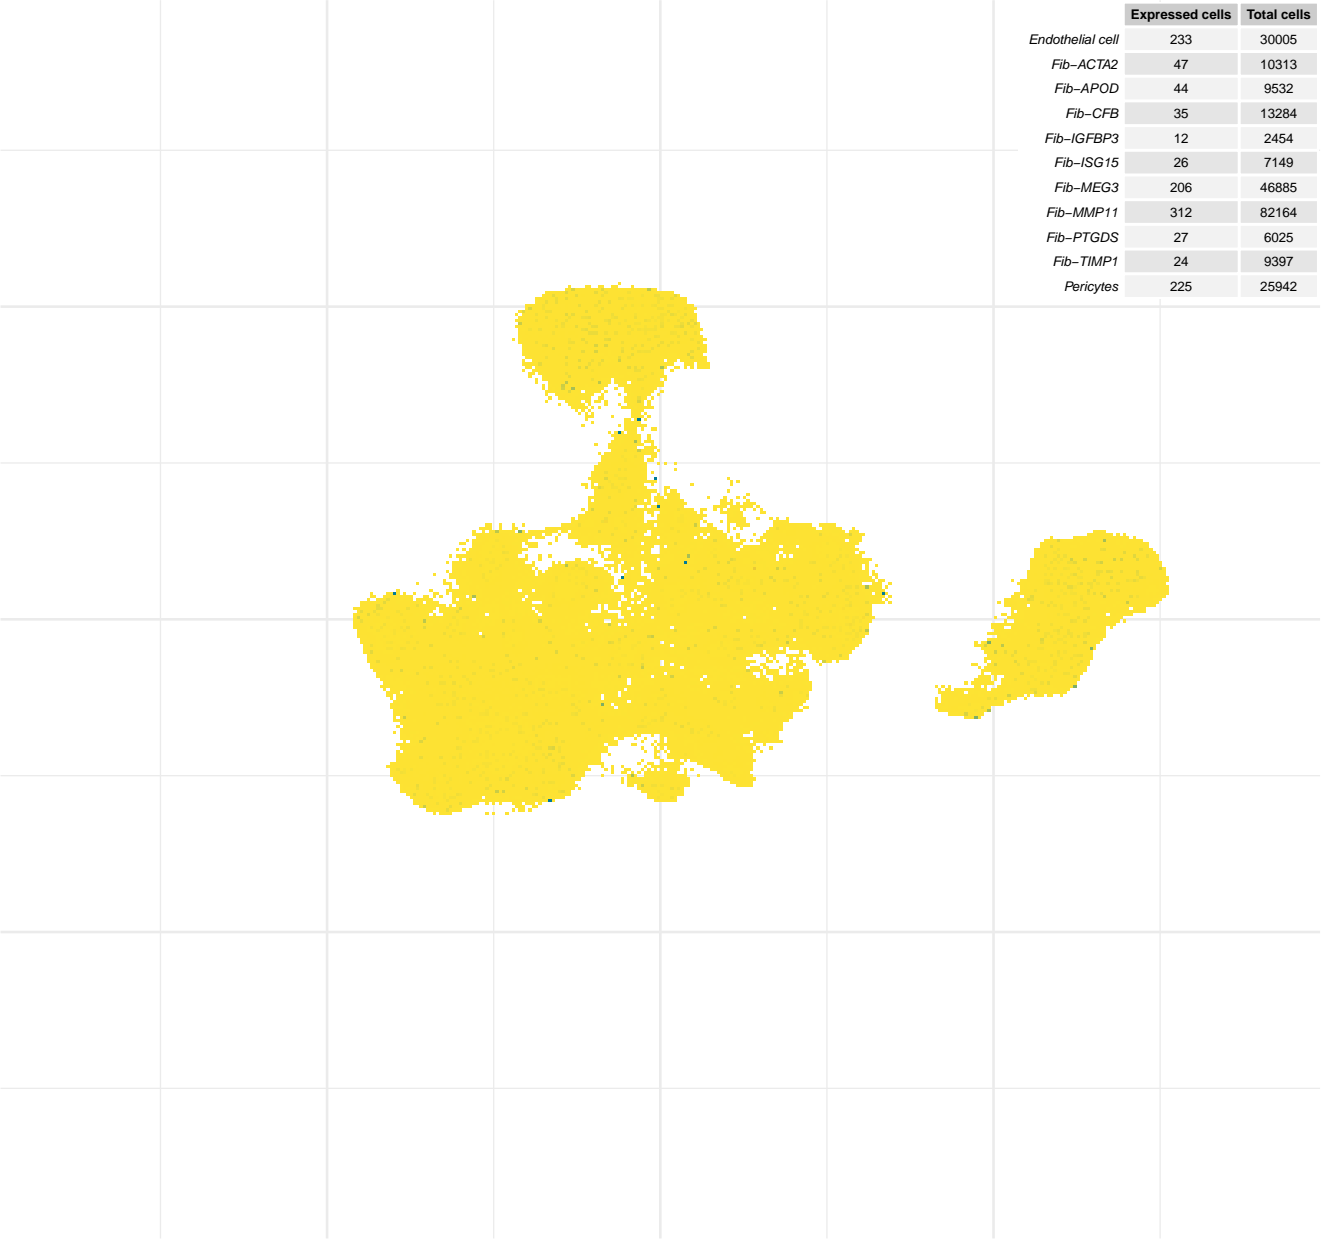 Expressed cells Total cells
Endothelial cell 233 30005
Fib−ACTA2 47 10313
Fib−APOD 44 9532
Fib−CFB 35 13284
Fib−IGFBP3 12 2454
Fib−ISG15 26 7149
Fib−MEG3 206 46885
Fib−MMP11 312 82164
Fib−PTGDS 27 6025
Fib−TIMP1 24 9397
Pericytes 225 25942